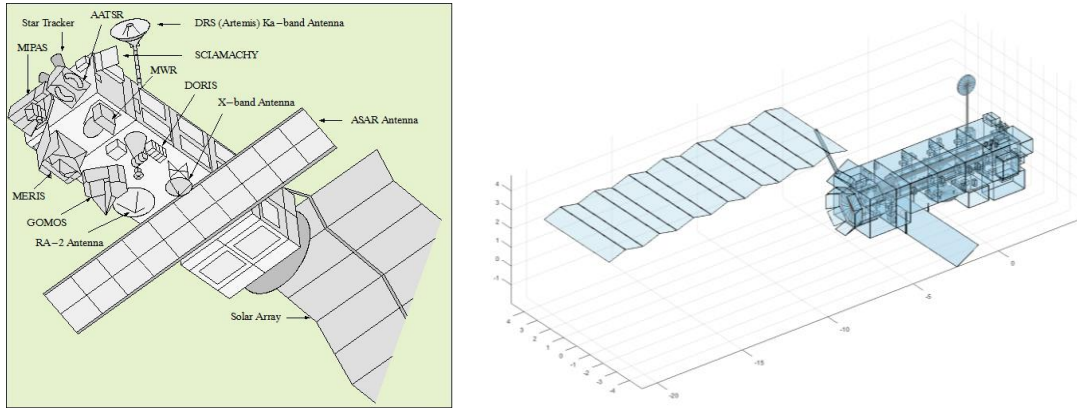 AATSR
Star Tracker
DRS (Artemis) Ka-band Antenna
MIPAS
SCIAMACHY
MWR
DORIS
X-band Antenna
ASAR Antenna
MERIS
GOMOS
RA-2 Antenna
Solar Array
4
3
2
1
0
-1
4
3
2
1
0
-1
-2
-3
-4
-20
-15
-10
-5
0